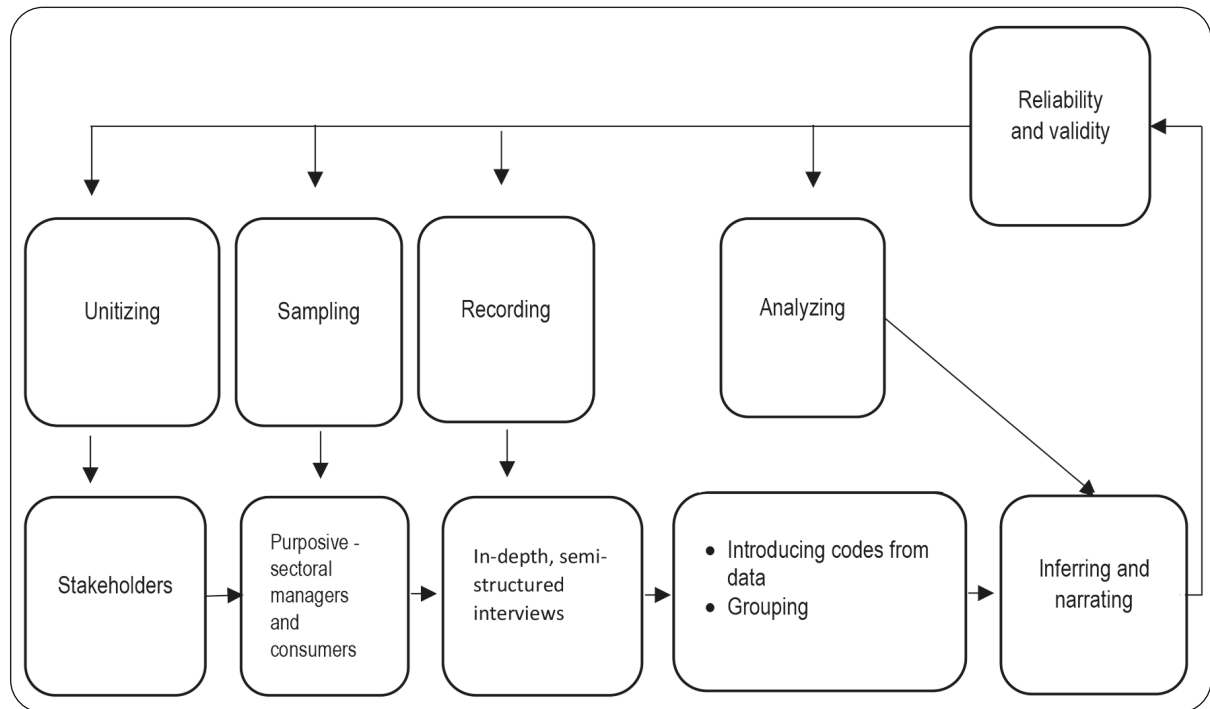 Reliability
and validity
Unitizing
Sampling
Recording
Analyzing
Stakeholders
Purposive -
sectoral
managers
and
consumers
In-depth, semi-
structured
interviews
• Introducing codes from
data
• Grouping
Inferring and
narrating